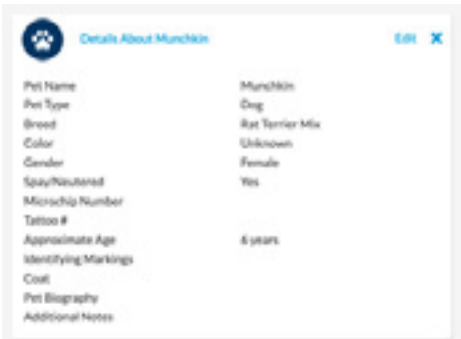 Details About Munchkin Edit X
Pet Name Munchkin
Pet Type Dog
Breed Rat Terrier Mix
Color Unknown
Gender Female
Spay/Neutered Yes
Microchip Number
Tattoo #
Approximate Age 6 years
Identifying Markings
Coat
Pet Biography
Additional Notes